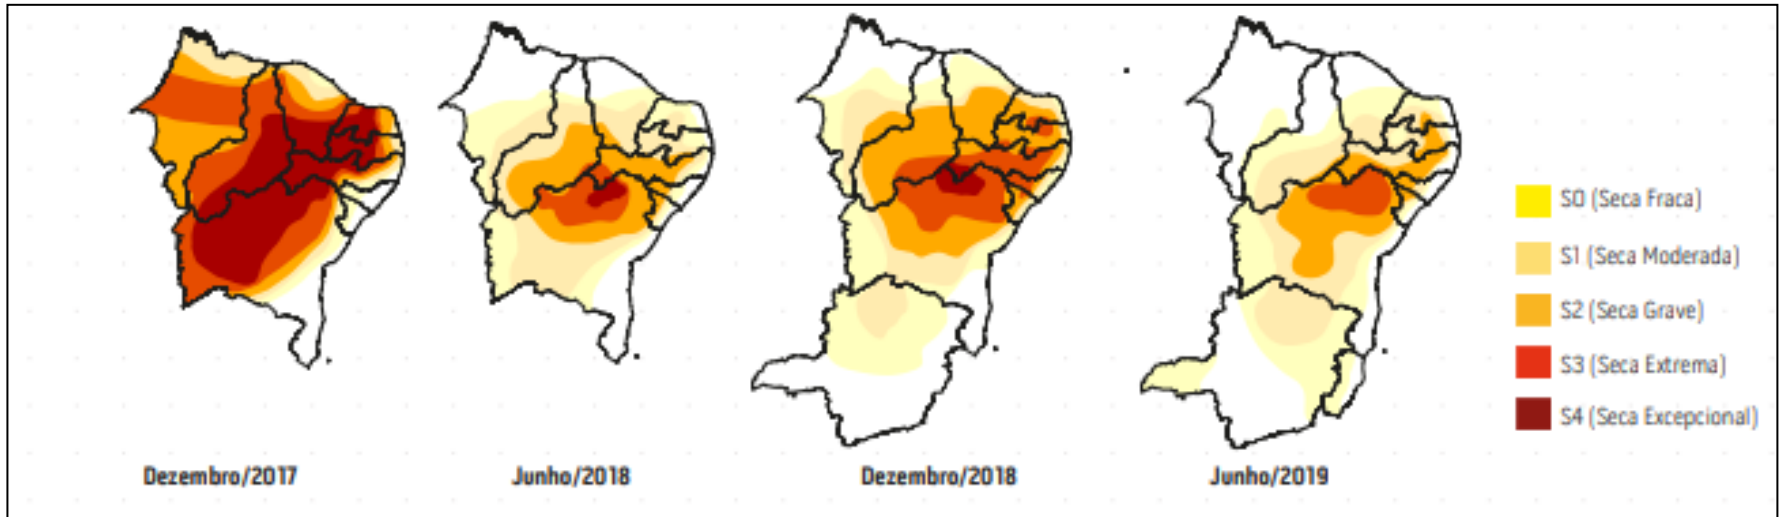 S0 (Seca Fraca)
S1 (Seca Moderada)
S2 (Seca Grave)
S3 (Seca Extrema)
S4 (Seca Excepcional)
Dezembro/2017
Junho/2018
Dezembro/2018
Junho/2019